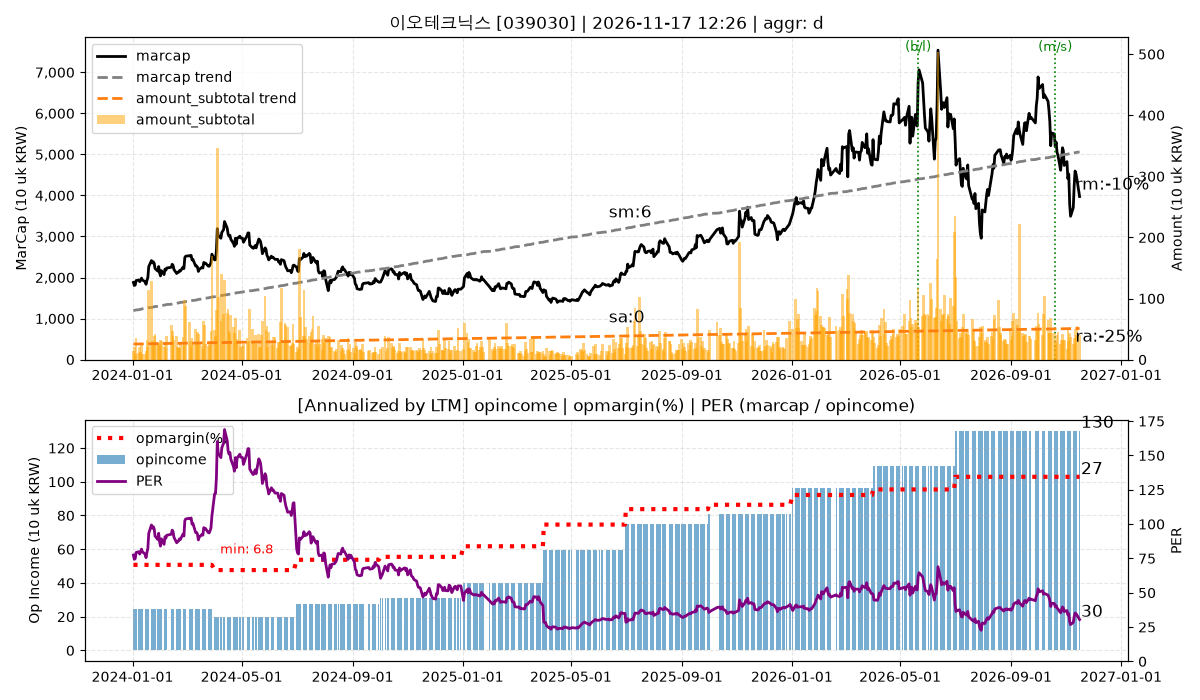 이오테크닉스 [039030] | 2026-11-17 12:26 | aggr: d
marcap
marcap trend
amount_subtotal trend
amount_subtotal
(b/l)
(m/s)
sm:6
sa:0
rm:-10%
ra:-25%
MarCap (10 uk KRW)
7,000
6,000
5,000
4,000
3,000
2,000
1,000
0
Amount (10 uk KRW)
500
400
300
200
100
0
2024-01-01
2024-05-01
2024-09-01
2025-01-01
2025-05-01
2025-09-01
2026-01-01
2026-05-01
2026-09-01
2027-01-01
[Annualized by LTM] opincome | opmargin(%) | PER (marcap / opincome)
opmargin(%)
opincome
PER
min: 6.8
130
27
30
Op Income (10 uk KRW)
120
100
80
60
40
20
0
PER
175
150
125
100
75
50
25
0
2024-01-01
2024-05-01
2024-09-01
2025-01-01
2025-05-01
2025-09-01
2026-01-01
2026-05-01
2026-09-01
2027-01-01